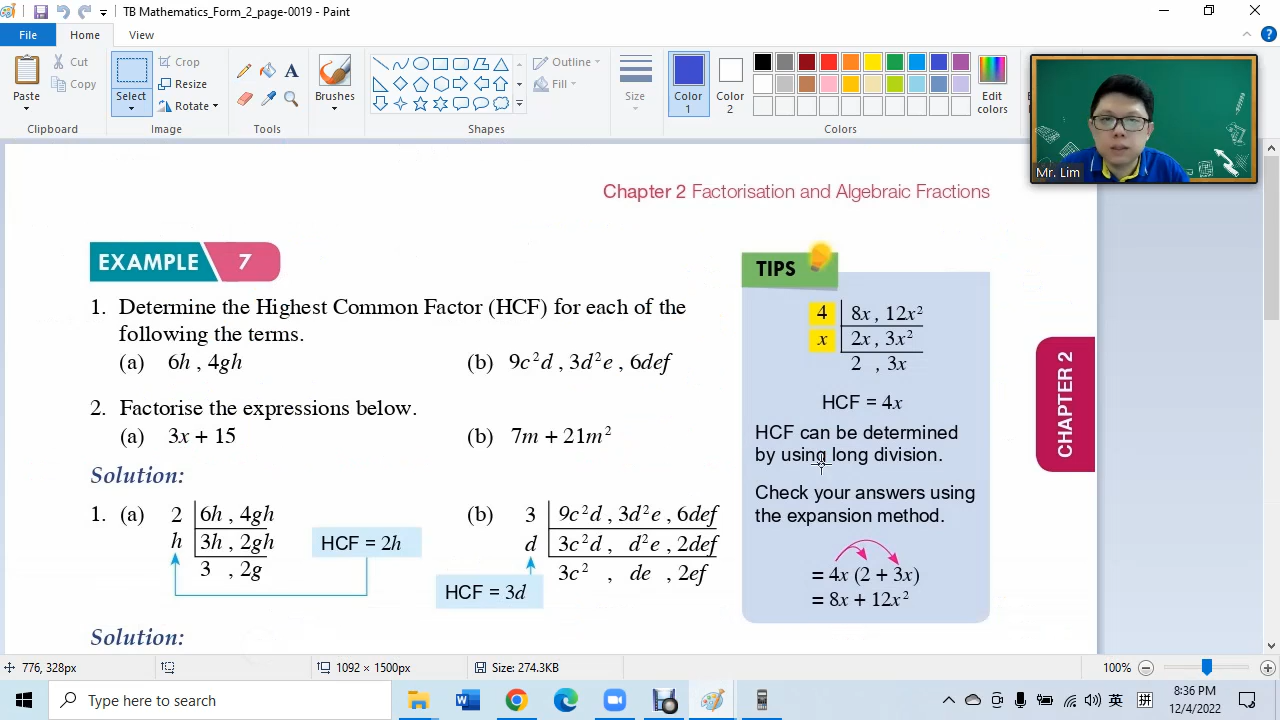 TB Mathematics_Form_2_page-0019 - Paint
File Home View
Paste Cut Copy
Clipboard
Select Crop Resize Rotate
Image
Tools
Brushes
Outline Fill
Shapes
Size
Color 1 Color 2
Edit colors
Colors
Mr. Lim
Chapter 2 Factorisation and Algebraic Fractions
EXAMPLE 7
1. Determine the Highest Common Factor (HCF) for each of the
following the terms.
(a) 6h , 4gh (b) 9c²d , 3d²e , 6def
2. Factorise the expressions below.
(a) 3x + 15 (b) 7m + 21m²
Solution:
1. (a) 2 6h , 4gh
h 3h , 2gh
3 , 2g
HCF = 2h
(b) 3 9c²d , 3d²e , 6def
d 3c²d , d²e , 2def
3c² , de , 2ef
HCF = 3d
Solution:
TIPS
4 8x , 12x²
x 2x , 3x²
2 , 3x
HCF = 4x
HCF can be determined
by using long division.
Check your answers using
the expansion method.
= 4x (2 + 3x)
= 8x + 12x²
CHAPTER 2
776, 328px 1092 × 1500px Size: 274.3KB 100%
Type here to search
英 拼 8:36 PM
12/4/2022